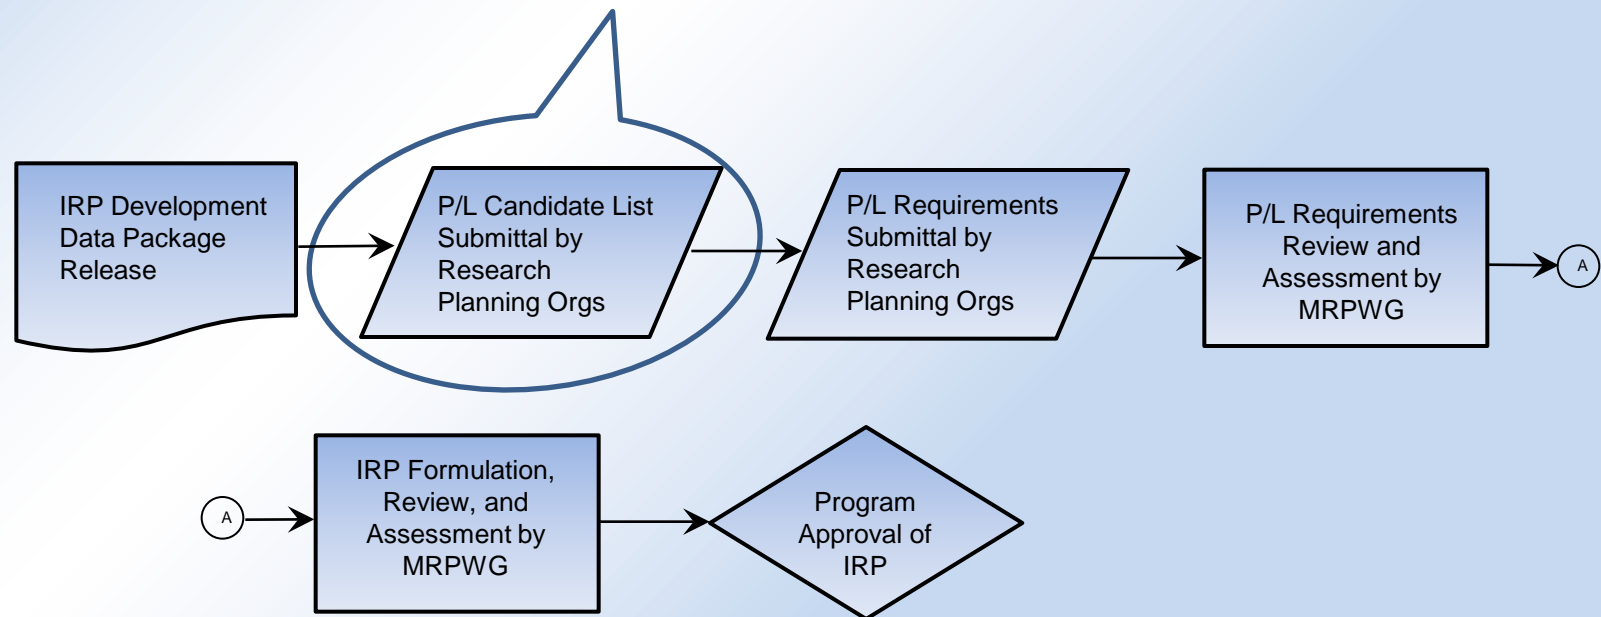 IRP Development
Data Package
Release
P/L Candidate List
Submittal by
Research
Planning Orgs
P/L Requirements
Submittal by
Research
Planning Orgs
P/L Requirements
Review and
Assessment by
MRPWG
A
A
IRP Formulation,
Review, and
Assessment by
MRPWG
Program
Approval of
IRP